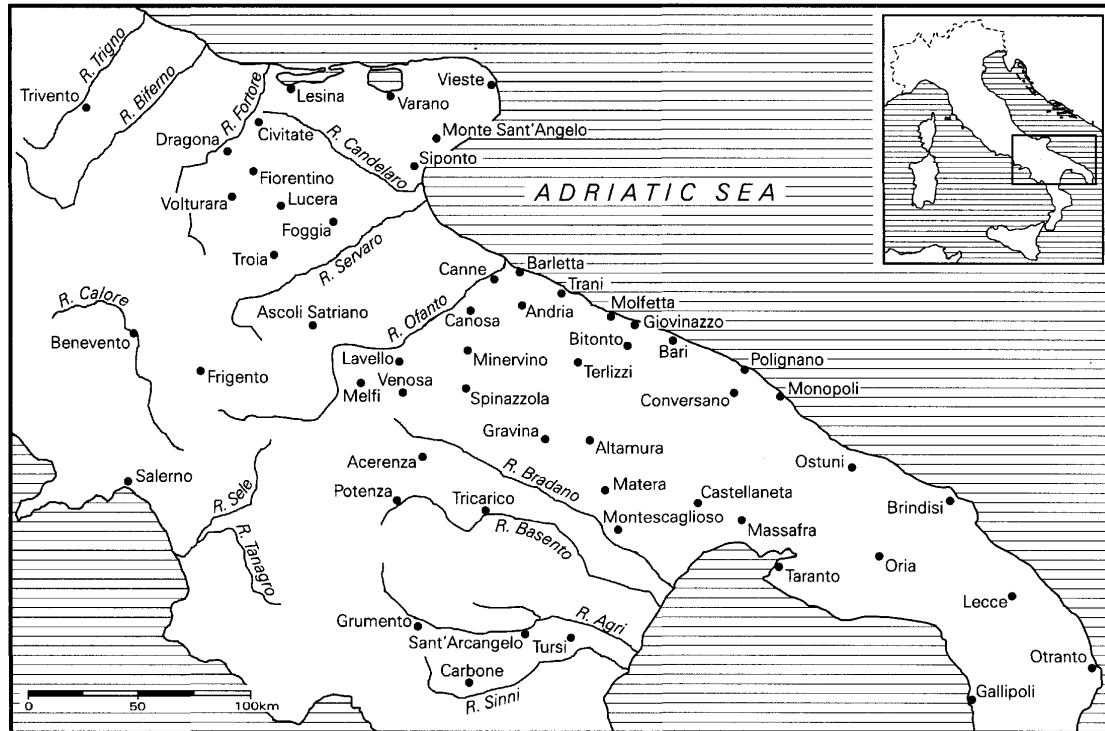 R. Trigno
Trivento
R. Biferno
R. Fottore
Lesina
Varano
Vieste
Dragona
Civitate
R. Candelaro
Monte Sant'Angelo
Siponto
Fiorentino
Volturara
Lucera
Foggia
Troia
R. Servaro
ADRIATIC SEA
R. Calore
Benevento
Ascoli Satriano
R. Ofanto
Canne
Barletta
Trani
Andria
Canosa
Molfetta
Giovinazzo
Bitonto
Bari
Lavello
Minervino
Terlizzi
Polignano
Frigento
Melfi
Venosa
Spinazzola
Conversano
Monopoli
Gravina
Altamura
Acerenza
R. Bradano
Ostuni
Salerno
R. Sele
Potenza
Tricarico
Matera
Castellaneta
Brindisi
Montescaglioso
Massafra
R. Basento
R. Tanagro
Taranto
Oria
Lecce
Grumento
R. Agri
Sant'Arcangelo
Tursi
Carbone
R. Sinni
Otranto
Gallipoli
0 50 100km